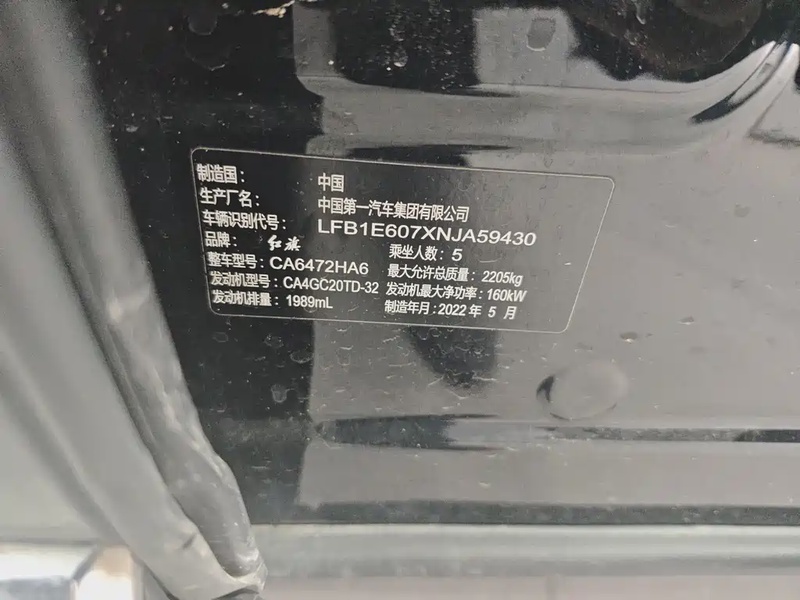 制造国： 中国
生产厂名： 中国第一汽车集团有限公司
车辆识别代号： LFB1E607XNJA59430
品牌： 红旗 乘坐人数：5
整车型号：CA6472HA6 最大允许总质量：2205kg
发动机型号：CA4GC20TD-32 发动机最大净功率：160kW
发动机排量：1989mL 制造年月：2022 年 5 月